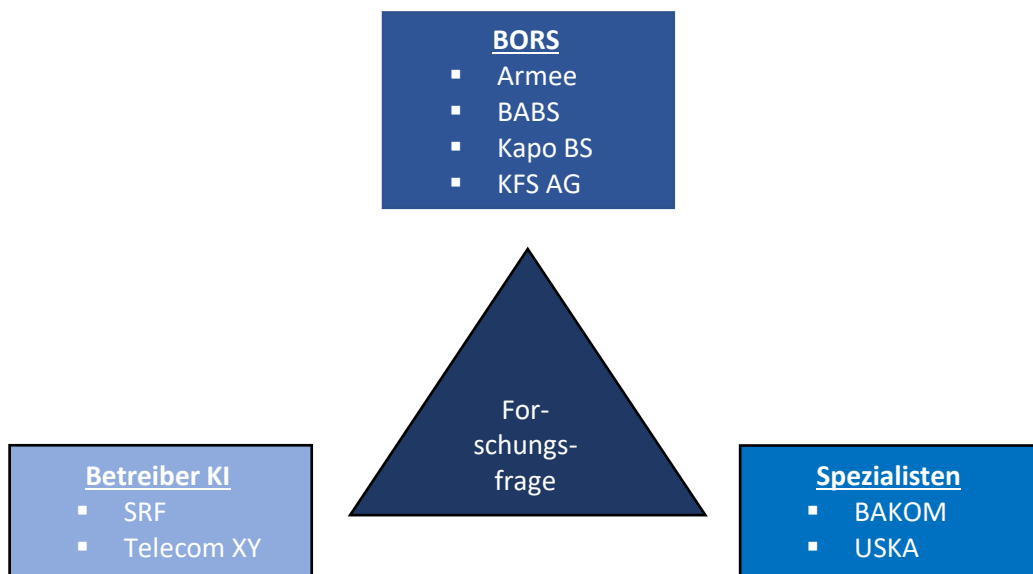 BORS
▪ Armee
▪ BABS
▪ Kapo BS
▪ KFS AG
For-
schungs-
frage
Betreiber KI
▪ SRF
▪ Telecom XY
Spezialisten
▪ BAKOM
▪ USKA